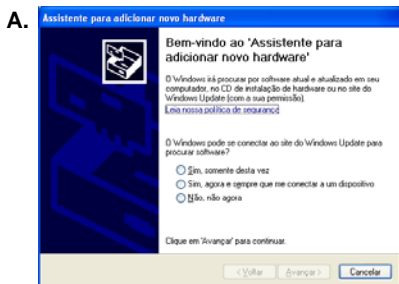 A.
Assistente para adicionar novo hardware
Bem-vindo ao 'Assistente para
adicionar novo hardware'
O Windows irá procurar por software atual e atualizado em seu
computador, no CD de instalação de hardware ou no site do
Windows Update (com a sua permissão).
Leia nossa política de segurança
O Windows pode se conectar ao site do Windows Update para
procurar software?
Sim, somente desta vez
Sim, agora e sempre que me conectar a um dispositivo
Não, não agora
Clique em 'Avançar' para continuar.
< Voltar
Avançar >
Cancelar